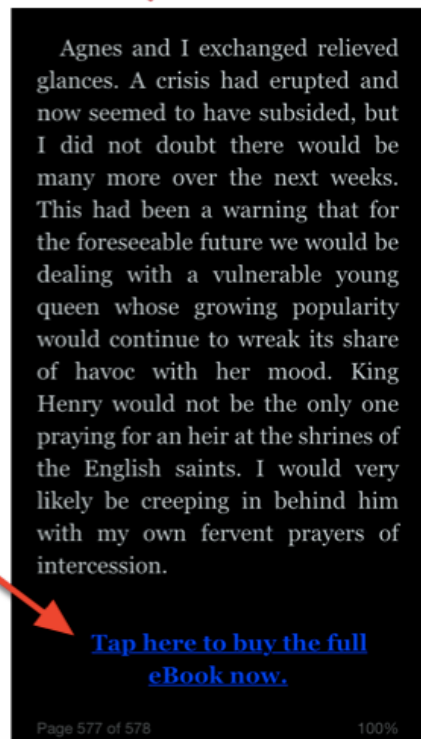 Agnes and I exchanged relieved
glances. A crisis had erupted and
now seemed to have subsided, but
I did not doubt there would be
many more over the next weeks.
This had been a warning that for
the foreseeable future we would be
dealing with a vulnerable young
queen whose growing popularity
would continue to wreak its share
of havoc with her mood. King
Henry would not be the only one
praying for an heir at the shrines of
the English saints. I would very
likely be creeping in behind him
with my own fervent prayers of
intercession.
Tap here to buy the full
eBook now.
Page 577 of 578 100%